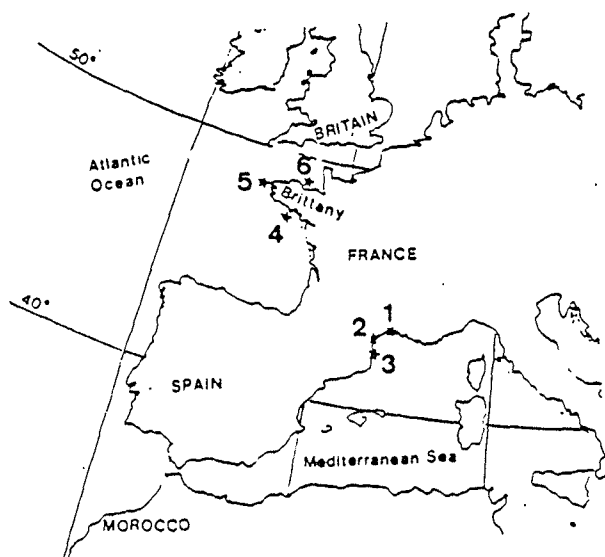 50°
BRITAIN
Atlantic
Ocean
6
5
Brittany
4
FRANCE
40°
1
2
3
SPAIN
Mediterranean Sea
MOROCCO